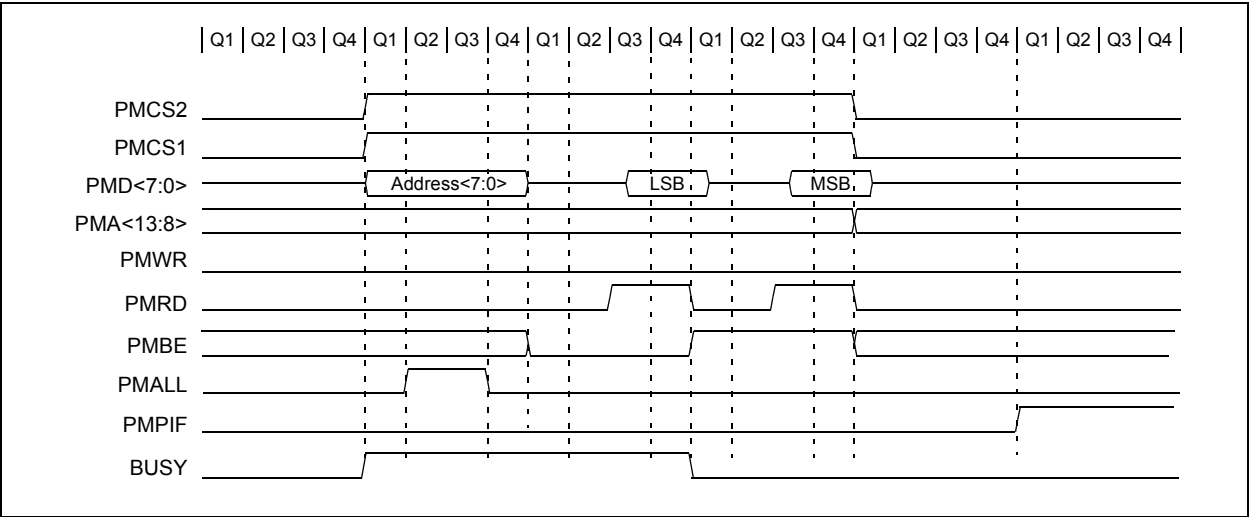 Q1 Q2 Q3 Q4 Q1 Q2 Q3 Q4 Q1 Q2 Q3 Q4 Q1 Q2 Q3 Q4 Q1 Q2 Q3 Q4 Q1 Q2 Q3 Q4
PMCS2
PMCS1
PMD<7:0> Address<7:0> LSB MSB
PMA<13:8>
PMWR
PMRD
PMBE
PMALL
PMPIF
BUSY